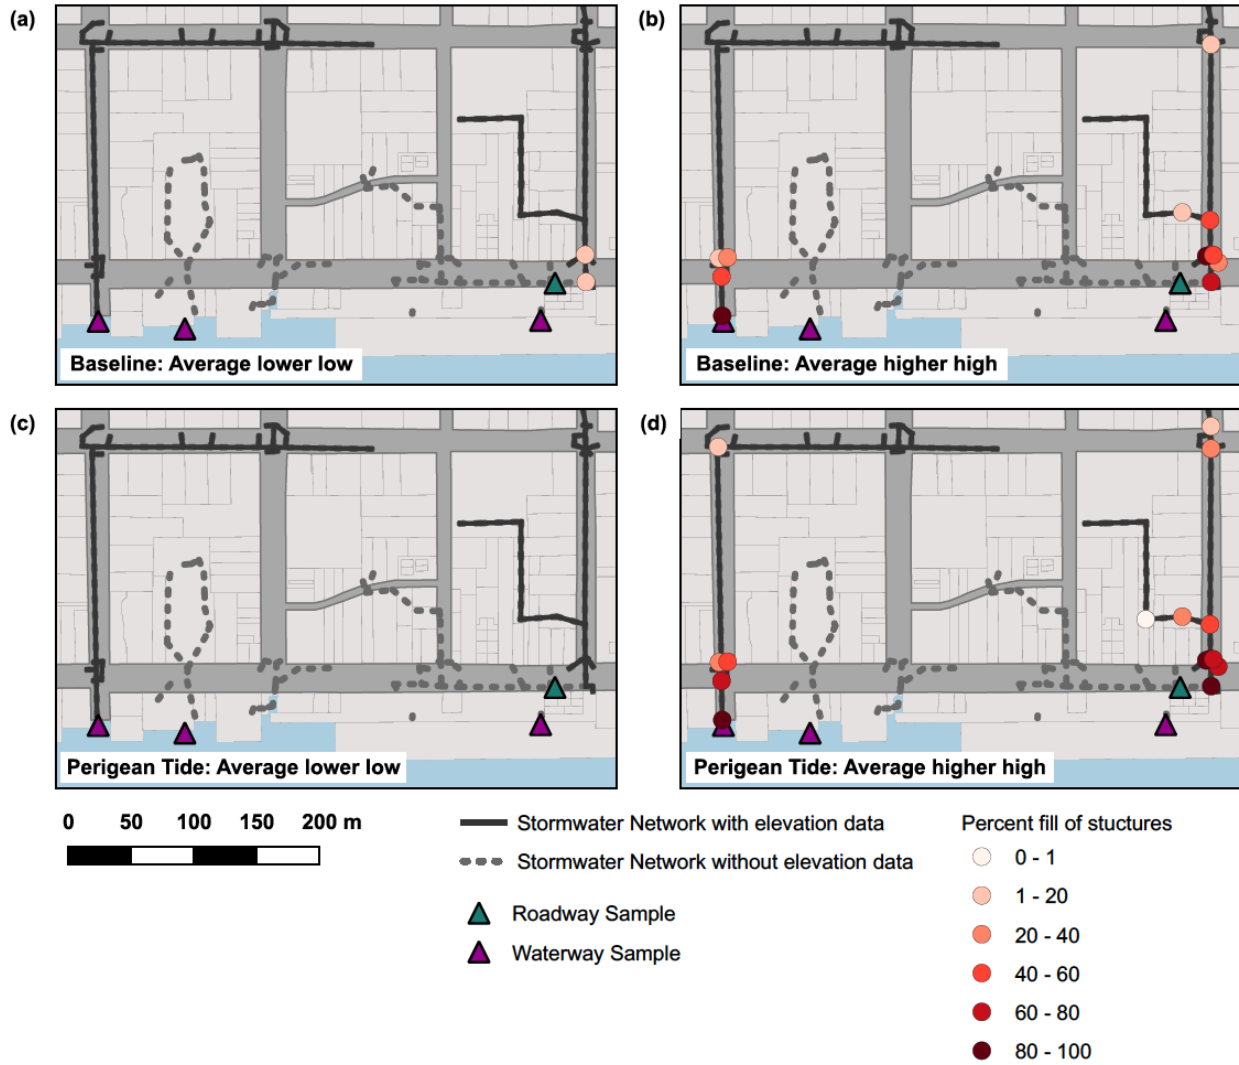 (a)
(b)
Baseline: Average lower low
Baseline: Average higher high
(c)
(d)
Perigean Tide: Average lower low
Perigean Tide: Average higher high
0 50 100 150 200 m
Stormwater Network with elevation data
Stormwater Network without elevation data
Roadway Sample
Waterway Sample
Percent fill of stuctures
0 - 1
1 - 20
20 - 40
40 - 60
60 - 80
80 - 100